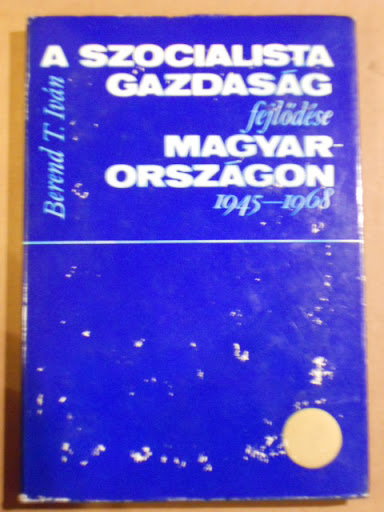 Berend T. Iván
A SZOCIALISTA
GAZDASÁG
fejlődése
MAGYAR-
ORSZÁGON
1945—1968